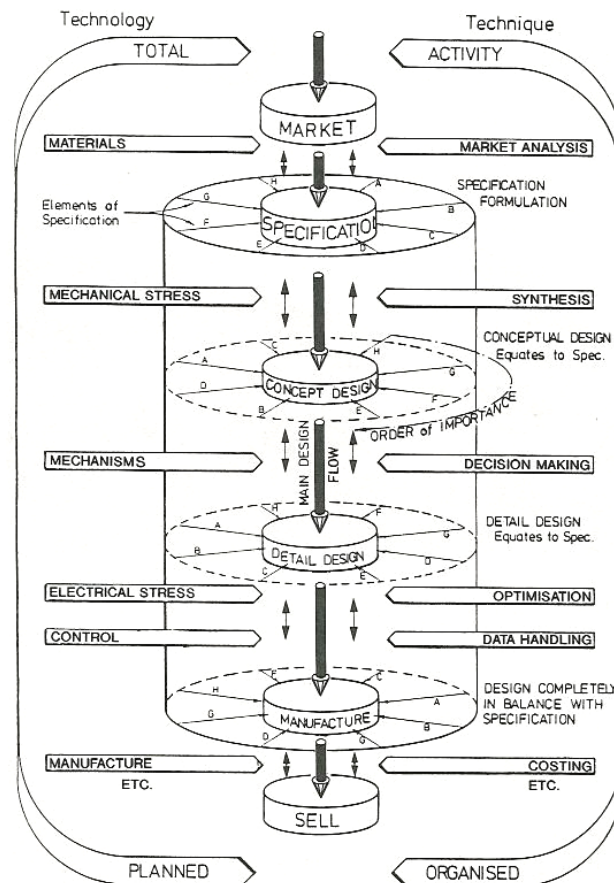 Technology
Technique
TOTAL
ACTIVITY
MARKET
MATERIALS
MARKET ANALYSIS
H
A
G
B
F
C
E
D
Elements of
Specification
SPECIFICATION
SPECIFICATION
FORMULATION
MECHANICAL STRESS
SYNTHESIS
CONCEPTUAL DESIGN
Equates to Spec.
C
H
A
G
D
F
B
E
CONCEPT DESIGN
ORDER of IMPORTANCE
MAIN DESIGN
FLOW
MECHANISMS
DECISION MAKING
DETAIL DESIGN
Equates to Spec.
H
F
A
G
B
D
C
E
DETAIL DESIGN
ELECTRICAL STRESS
OPTIMISATION
CONTROL
DATA HANDLING
F
C
H
A
G
B
D
G
MANUFACTURE
DESIGN COMPLETELY
IN BALANCE WITH
SPECIFICATION
MANUFACTURE
COSTING
ETC.
ETC.
SELL
PLANNED
ORGANISED